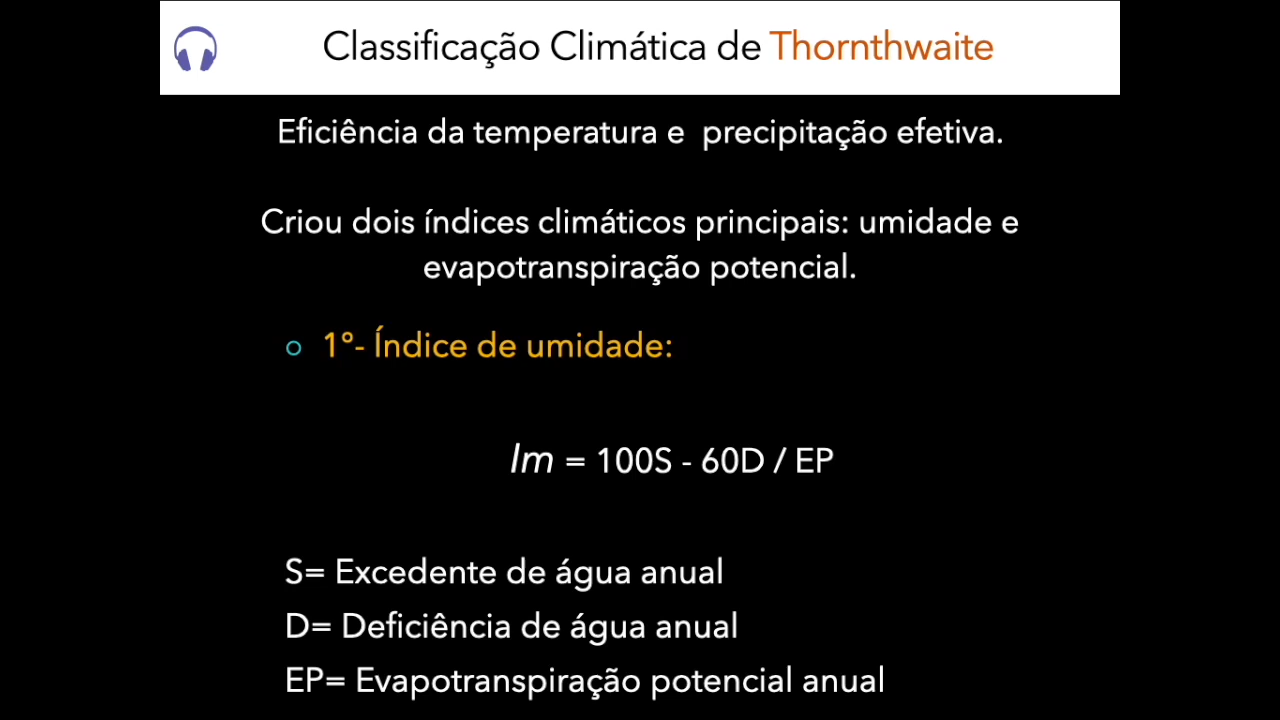 Classificação Climática de Thornthwaite
Eficiência da temperatura e precipitação efetiva.
Criou dois índices climáticos principais: umidade e
evapotranspiração potencial.
1º- Índice de umidade:
Im = 100S - 60D / EP
S= Excedente de água anual
D= Deficiência de água anual
EP= Evapotranspiração potencial anual